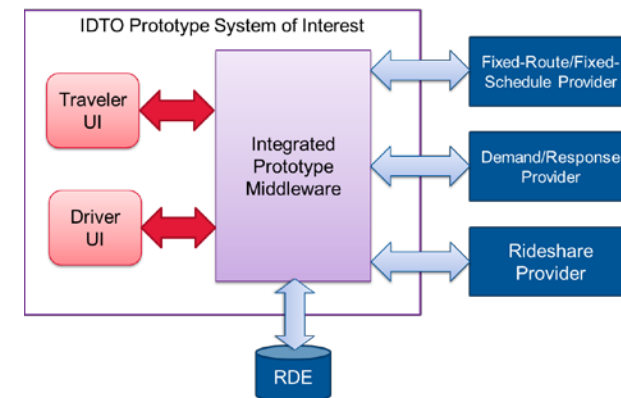 IDTO Prototype System of Interest
Traveler
UI
Driver
UI
Integrated
Prototype
Middleware
Fixed-Route/Fixed-
Schedule Provider
Demand/Response
Provider
Rideshare
Provider
RDE